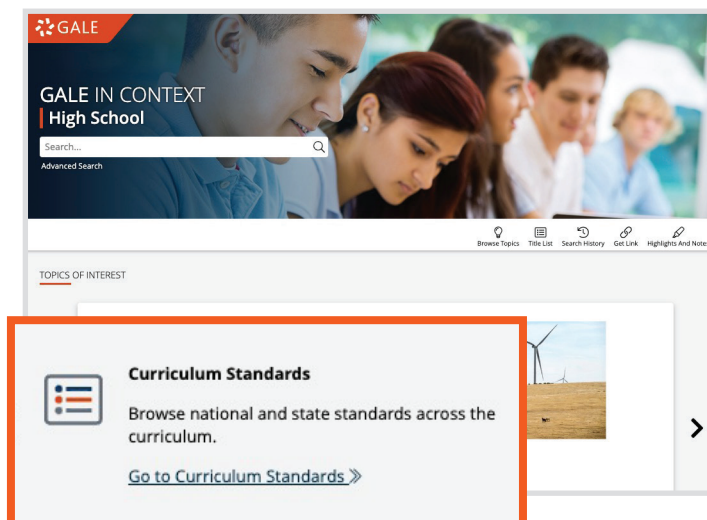 GALE
GALE IN CONTEXT
High School
Search...
Advanced Search
Browse Topics
Title List
Search History
Get Link
Highlights And Note
TOPICS OF INTEREST
Curriculum Standards
Browse national and state standards across the
curriculum.
Go to Curriculum Standards »